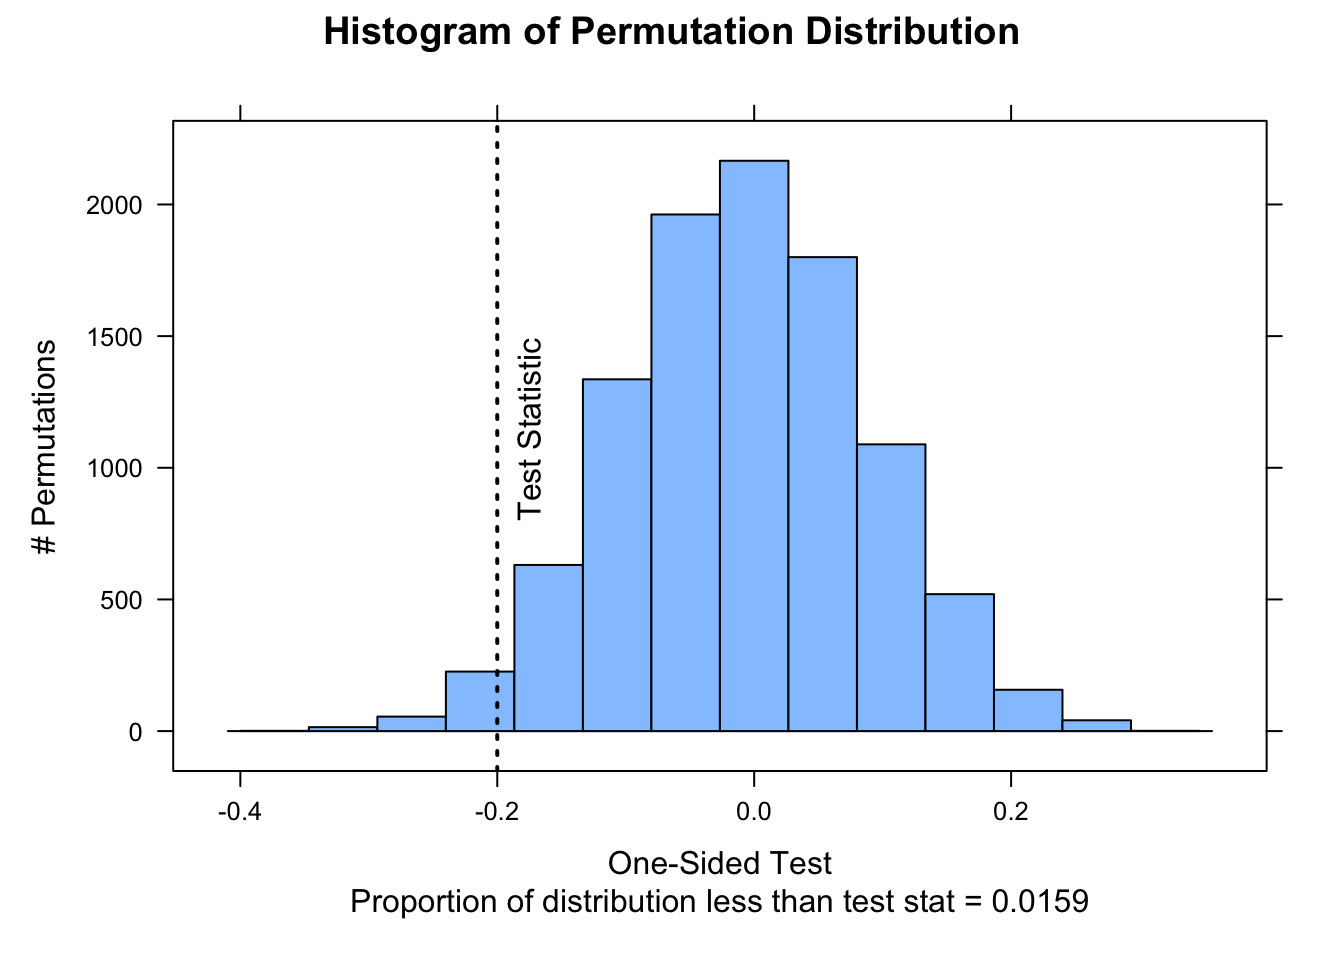 Histogram of Permutation Distribution
2000
1500
1000
500
0
# Permutations
Test Statistic
-0.4 -0.2 0.0 0.2
One-Sided Test
Proportion of distribution less than test stat = 0.0159